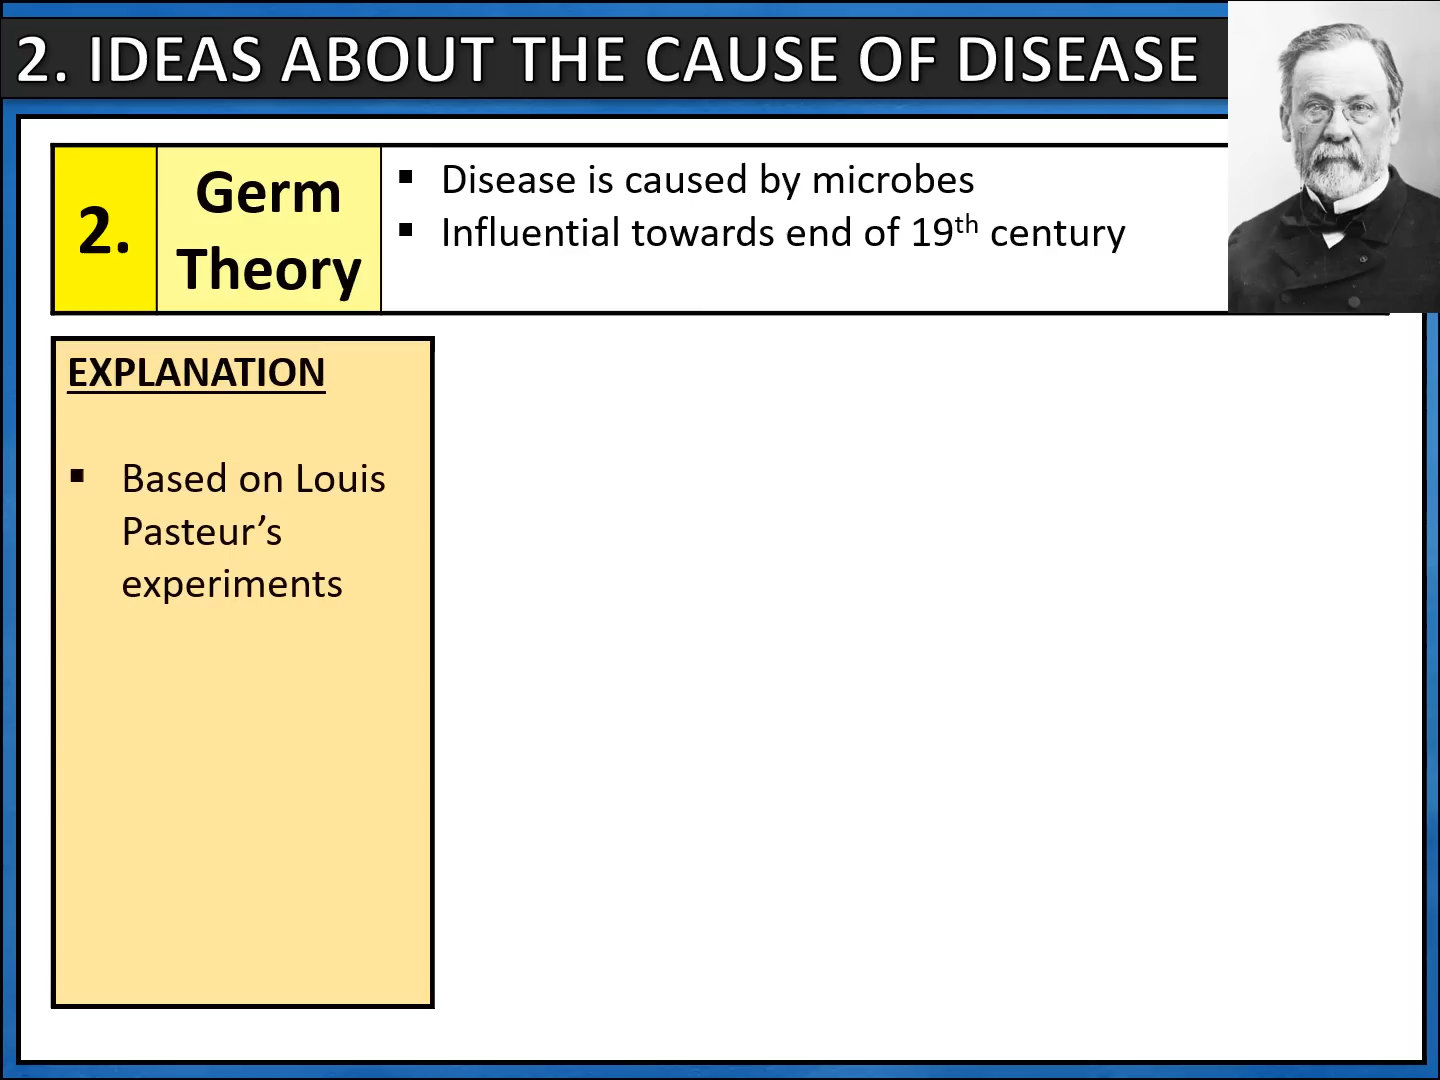 2. IDEAS ABOUT THE CAUSE OF DISEASE
2.
Germ
Theory
▪ Disease is caused by microbes
▪ Influential towards end of 19th century
EXPLANATION
▪ Based on Louis
Pasteur’s
experiments